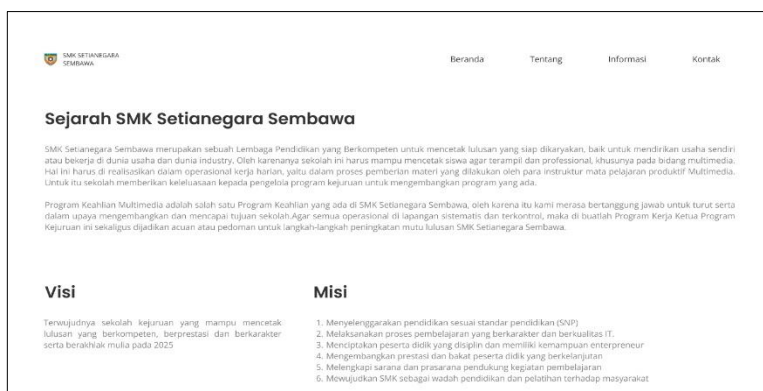 SMK SETIANEGARA
SEMBAWA
Beranda Tentang Informasi Kontak
Sejarah SMK Setianegara Sembawa
SMK Setianegara Sembawa merupakan sebuah Lembaga Pendidikan yang Berkompeten untuk mencetak lulusan yang siap dikaryakan, baik untuk mendirikan usaha sendiri
atau bekerja di dunia usaha dan dunia industry. Oleh karenanya sekolah ini harus mampu mencetak siswa agar terampil dan professional, khusunya pada bidang multimedia.
Hal ini harus di realisasikan dalam operasional kerja harian, yaitu dalam proses pemberian materi yang dilakukan oleh para instruktur mata pelajaran produktif Multimedia.
Untuk itu sekolah memberikan keleluasaan kepada pengelola program kejuruan untuk mengembangkan program yang ada.
Program Keahlian Multimedia adalah salah satu Program Keahlian yang ada di SMK Setianegara Sembawa, oleh karena itu kami merasa bertanggung jawab untuk turut serta
dalam upaya mengembangkan dan mencapai tujuan sekolah.Agar semua operasional di lapangan sistematis dan terkontrol, maka di buatlah Program Kerja Ketua Program
Kejuruan ini sekaligus dijadikan acuan atau pedoman untuk langkah-langkah peningkatan mutu lulusan SMK Setianegara Sembawa.
Visi
Terwujudnya sekolah kejuruan yang mampu mencetak
lulusan yang berkompeten, berprestasi dan berkarakter
serta berakhlak mulia pada 2025
Misi
1. Menyelenggarakan pendidikan sesuai standar pendidikan (SNP)
2. Melaksanakan proses pembelajaran yang berkarakter dan berkualitas IT.
3. Menciptakan peserta didik yang disiplin dan memiliki kemampuan enterpreneur
4. Mengembangkan prestasi dan bakat peserta didik yang berkelanjutan
5. Melengkapi sarana dan prasarana pendukung kegiatan pembelajaran
6. Mewujudkan SMK sebagai wadah pendidikan dan pelatihan terhadap masyarakat